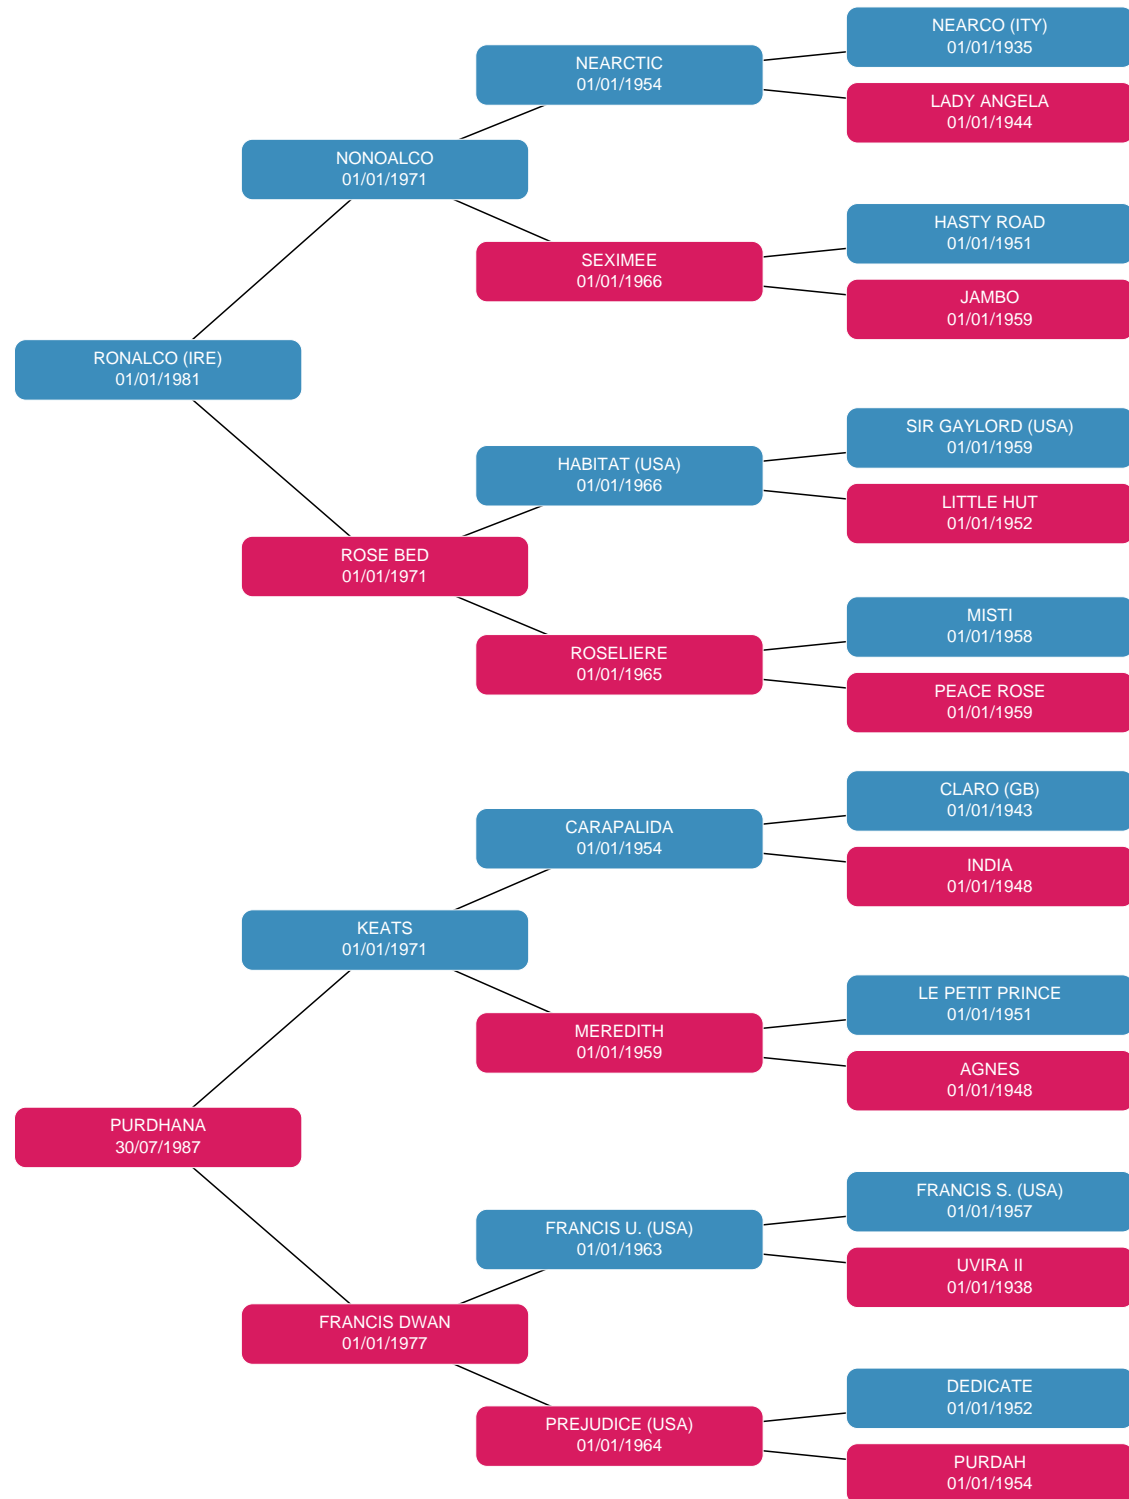 NEARCO (ITY)
01/01/1935
NEARCTIC
01/01/1954
LADY ANGELA
01/01/1944
NONOALCO
01/01/1971
HASTY ROAD
01/01/1951
SEXIMEE
01/01/1966
JAMBO
01/01/1959
RONALCO (IRE)
01/01/1981
SIR GAYLORD (USA)
01/01/1959
HABITAT (USA)
01/01/1966
LITTLE HUT
01/01/1952
ROSE BED
01/01/1971
MISTI
01/01/1958
ROSELIERE
01/01/1965
PEACE ROSE
01/01/1959
CLARO (GB)
01/01/1943
CARAPALIDA
01/01/1954
INDIA
01/01/1948
KEATS
01/01/1971
LE PETIT PRINCE
01/01/1951
MEREDITH
01/01/1959
AGNES
01/01/1948
PURDHANA
30/07/1987
FRANCIS S. (USA)
01/01/1957
FRANCIS U. (USA)
01/01/1963
UVIRA II
01/01/1938
FRANCIS DWAN
01/01/1977
DEDICATE
01/01/1952
PREJUDICE (USA)
01/01/1964
PURDAH
01/01/1954